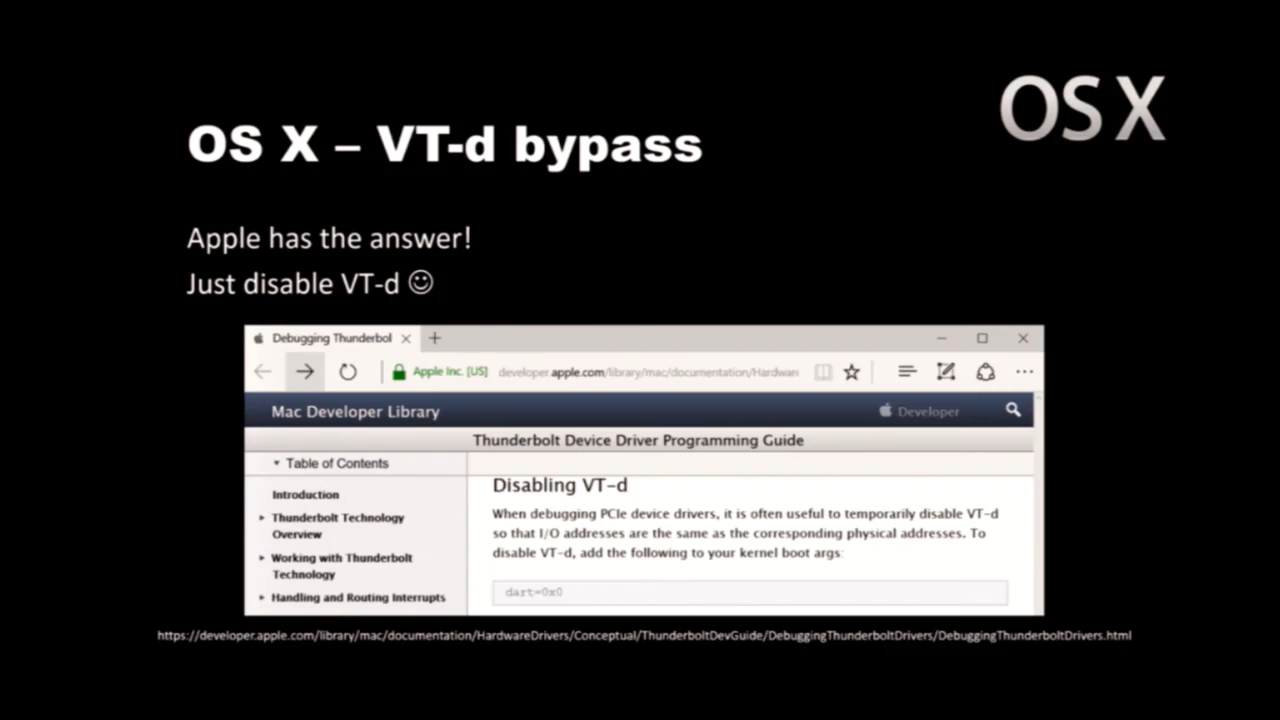 OS X
OS X – VT-d bypass
Apple has the answer!
Just disable VT-d ☺
Debugging Thunderbol
Apple Inc. [US] developer.apple.com/library/mac/documentation/Hardwan
Mac Developer Library
Developer
Thunderbolt Device Driver Programming Guide
Table of Contents
Introduction
Thunderbolt Technology
Overview
Working with Thunderbolt
Technology
Handling and Routing Interrupts
Disabling VT-d
When debugging PCIe device drivers, it is often useful to temporarily disable VT-d
so that I/O addresses are the same as the corresponding physical addresses. To
disable VT-d, add the following to your kernel boot args:
dart=0x0
https://developer.apple.com/library/mac/documentation/HardwareDrivers/Conceptual/ThunderboltDevGuide/DebuggingThunderboltDrivers/DebuggingThunderboltDrivers.html